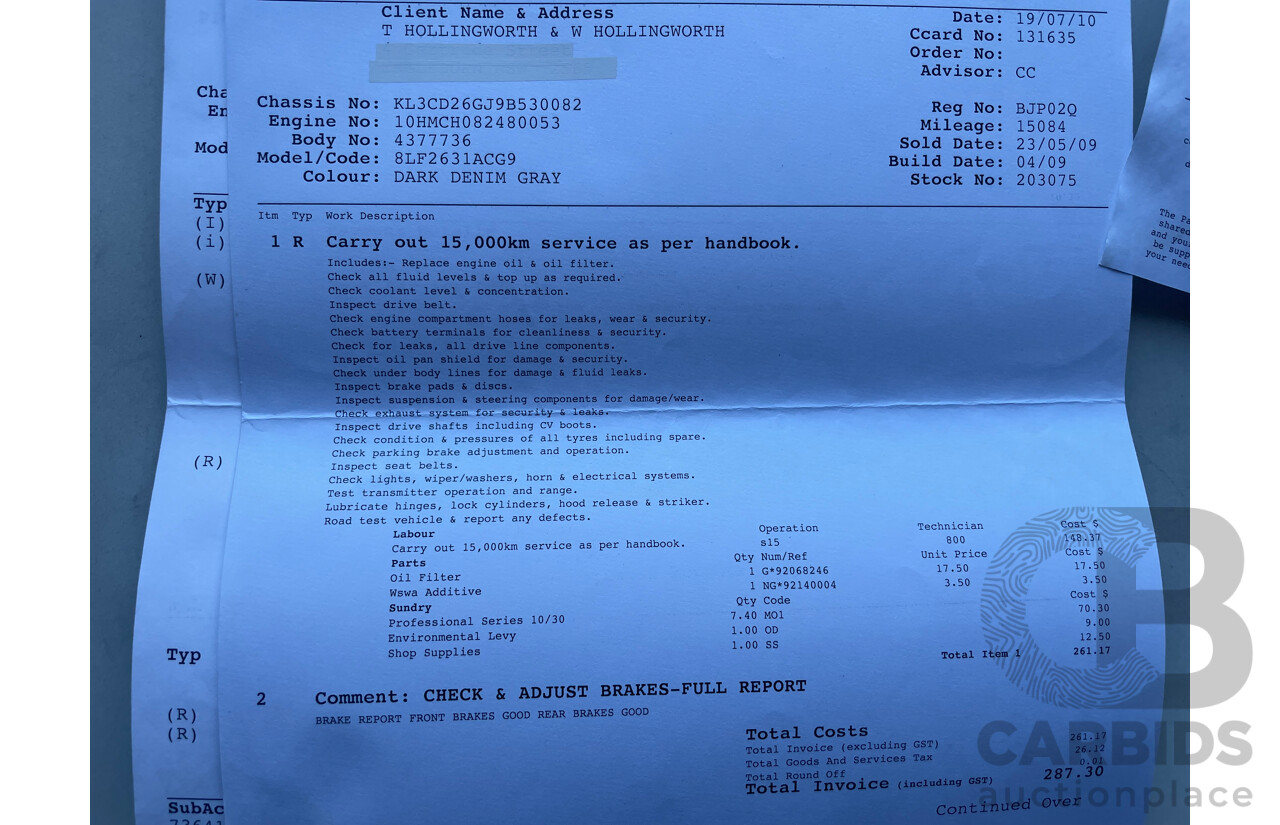 Client Name & Address
T HOLLINGWORTH & W HOLLINGWORTH
Date: 19/07/10
Ccard No: 131635
Order No:
Advisor: CC
Chassis No: KL3CD26GJ9B530082
Engine No: 10HMCH082480053
Body No: 4377736
Model/Code: 8LF2631ACG9
Colour: DARK DENIM GRAY
Reg No: BJP02Q
Mileage: 15084
Sold Date: 23/05/09
Build Date: 04/09
Stock No: 203075
Cha
En
Mod
Typ
(I)
(i)
(W)
(R)
Typ
(R)
(R)
SubAc
Itm Typ Work Description
1 R Carry out 15,000km service as per handbook.
Includes:- Replace engine oil & oil filter.
Check all fluid levels & top up as required.
Check coolant level & concentration.
Inspect drive belt.
Check engine compartment hoses for leaks, wear & security.
Check battery terminals for cleanliness & security.
Check for leaks, all drive line components.
Inspect oil pan shield for damage & security.
Check under body lines for damage & fluid leaks.
Inspect brake pads & discs.
Inspect suspension & steering components for damage/wear.
Check exhaust system for security & leaks.
Inspect drive shafts including CV boots.
Check condition & pressures of all tyres including spare.
Check parking brake adjustment and operation.
Inspect seat belts.
Check lights, wiper/washers, horn & electrical systems.
Test transmitter operation and range.
Lubricate hinges, lock cylinders, hood release & striker.
Road test vehicle & report any defects.
Labour Operation Technician Cost $
Carry out 15,000km service as per handbook. s15 800 148.37
Parts Qty Num/Ref Unit Price Cost $
Oil Filter 1 G*92068246 17.50 17.50
Wswa Additive 1 NG*92140004 3.50 3.50
Sundry Qty Code Cost $
Professional Series 10/30 7.40 MO1 70.30
Environmental Levy 1.00 OD 9.00
Shop Supplies 1.00 SS 12.50
Total Item 1 261.17
2 Comment: CHECK & ADJUST BRAKES-FULL REPORT
BRAKE REPORT FRONT BRAKES GOOD REAR BRAKES GOOD
Total Costs
Total Invoice (excluding GST) 261.17
Total Goods And Services Tax 26.12
Total Round Off 0.01
Total Invoice (including GST) 287.30
Continued Over
The Pa
shared
and you
be supp
your need
CB
CARBIDS
auctionplace